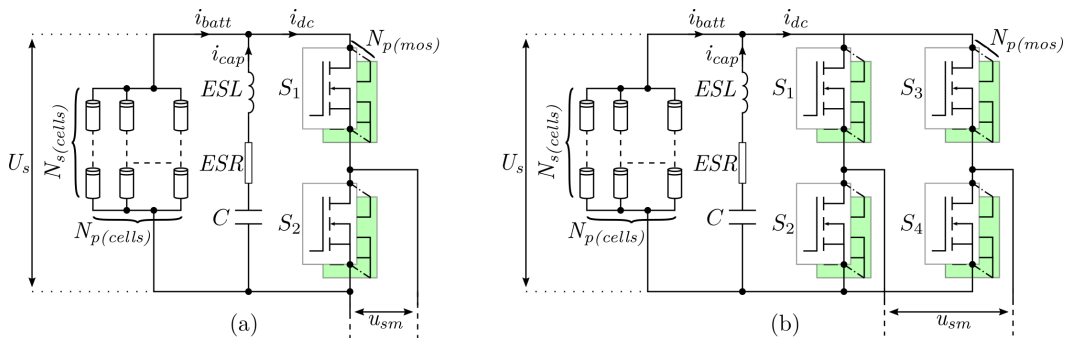 i_batt
i_dc
N_p(mos)
i_cap
ESL
S_1
N_s(cells)
U_s
ESR
C
S_2
N_p(cells)
u_sm
(a)
i_batt
i_dc
N_p(mos)
i_cap
ESL
S_1
S_3
N_s(cells)
U_s
ESR
C
S_2
S_4
N_p(cells)
u_sm
(b)